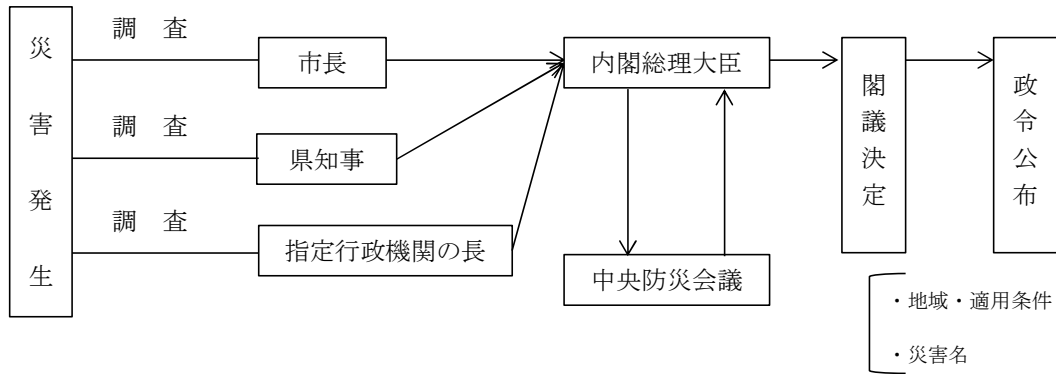 災害発生
調　査
市長
調　査
県知事
調　査
指定行政機関の長
内閣総理大臣
中央防災会議
閣議決定
政令公布
・地域・適用条件
・災害名